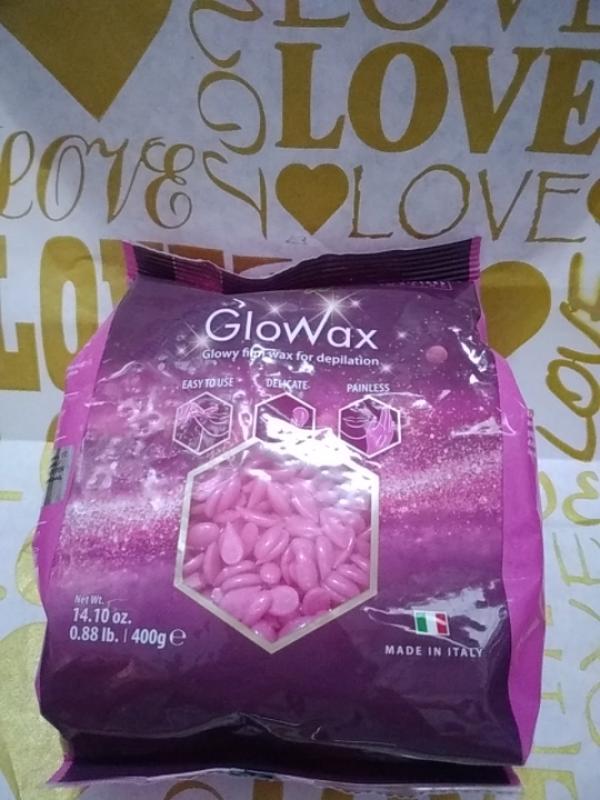 LOVE
LOVE
LOVE
LOVE
GloWax
Glowy film wax for depilation
EASY TO USE
DELICATE
PAINLESS
Net Wt.
14.10 oz.
0.88 lb. | 400g ℮
MADE IN ITALY